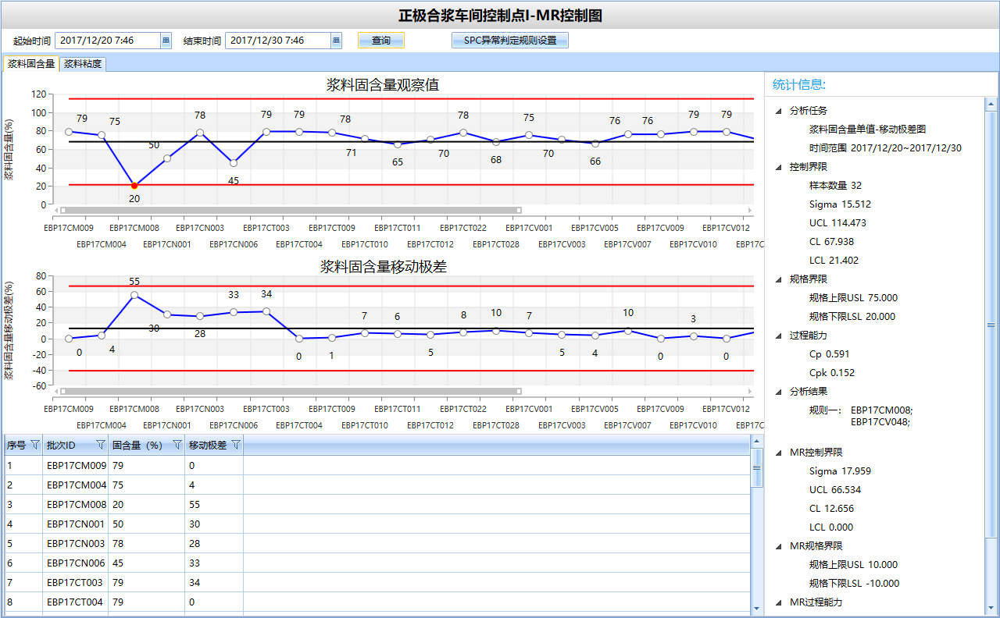 正极合浆车间控制点I-MR控制图
起始时间 2017/12/20 7:46 结束时间 2017/12/30 7:46 查询 SPC异常判定规则设置
浆料固含量 浆料粘度
浆料固含量观察值
浆料固含量(%)
120
100
80
60
40
20
0
79 75 20 50 78 45 79 79 78 71 65 70 78 68 75 70 66 76 76 79 79
EBP17CM009 EBP17CM008 EBP17CN003 EBP17CT003 EBP17CT009 EBP17CT011 EBP17CT022 EBP17CV001 EBP17CV005 EBP17CV009 EBP17CV012
EBP17CM004 EBP17CN001 EBP17CN006 EBP17CT004 EBP17CT010 EBP17CT012 EBP17CT028 EBP17CV003 EBP17CV007 EBP17CV010 EBP17C
浆料固含量移动极差
浆料固含量移动极差(%)
80
60
40
20
0
-20
-40
-60
0 4 55 30 28 33 34 0 1 7 6 5 8 10 7 5 4 10 0 3 0
EBP17CM009 EBP17CM008 EBP17CN003 EBP17CT003 EBP17CT009 EBP17CT011 EBP17CT022 EBP17CV001 EBP17CV005 EBP17CV009 EBP17CV012
EBP17CM004 EBP17CN001 EBP17CN006 EBP17CT004 EBP17CT010 EBP17CT012 EBP17CT028 EBP17CV003 EBP17CV007 EBP17CV010 EBP17C
序号 批次ID 固含量（%） 移动极差
1 EBP17CM009 79 0
2 EBP17CM004 75 4
3 EBP17CM008 20 55
4 EBP17CN001 50 30
5 EBP17CN003 78 28
6 EBP17CN006 45 33
7 EBP17CT003 79 34
8 EBP17CT004 79 0
统计信息:
分析任务
浆料固含量单值-移动极差图
时间范围 2017/12/20~2017/12/30
控制界限
样本数量 32
Sigma 15.512
UCL 114.473
CL 67.938
LCL 21.402
规格界限
规格上限USL 75.000
规格下限LSL 20.000
过程能力
Cp 0.591
Cpk 0.152
分析结果
规则一: EBP17CM008;
EBP17CV048;
MR控制界限
Sigma 17.959
UCL 66.534
CL 12.656
LCL 0.000
MR规格界限
规格上限USL 10.000
规格下限LSL -10.000
MR过程能力